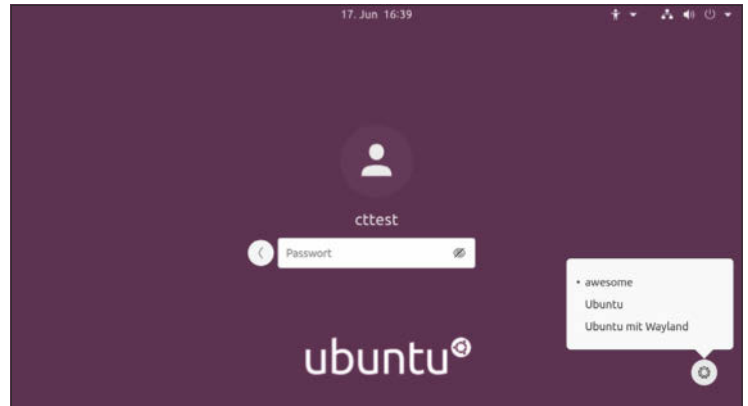 17. Jun 16:39
cttest
Passwort
awesome
Ubuntu
Ubuntu mit Wayland
ubuntu